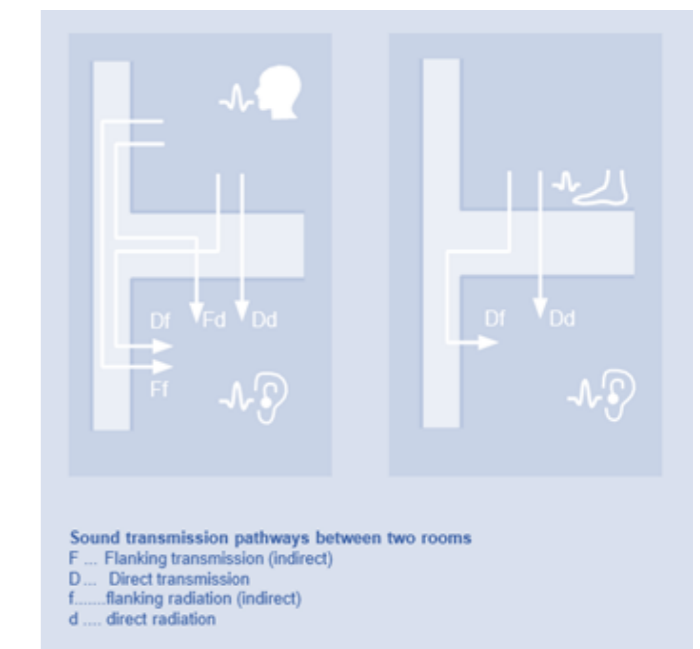 Df Fd Dd
Ff
Df Dd
Sound transmission pathways between two rooms
F ... Flanking transmission (indirect)
D ... Direct transmission
f.......flanking radiation (indirect)
d .... direct radiation